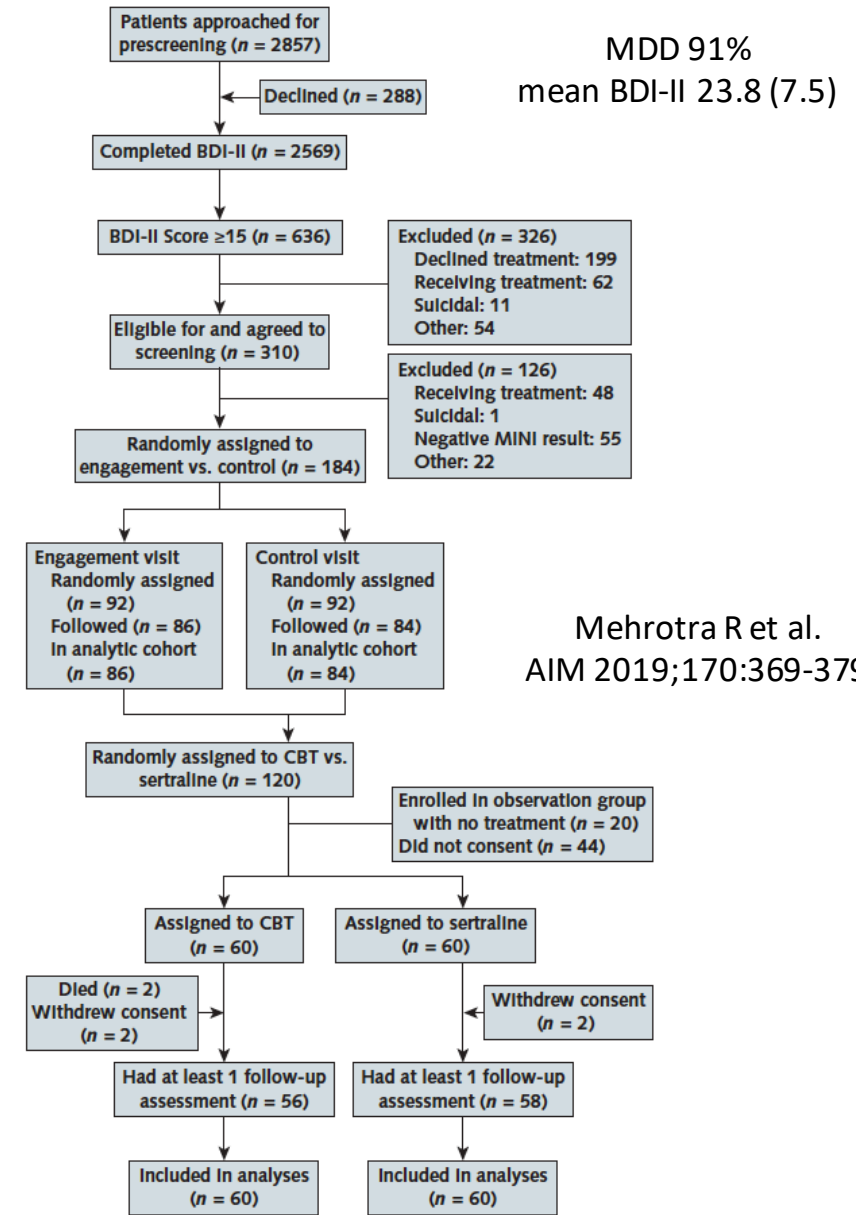 Patients approached for
prescreening (n = 2857)
MDD 91%
mean BDI-II 23.8 (7.5)
Declined (n = 288)
Completed BDI-II (n = 2569)
BDI-II Score ≥15 (n = 636)
Excluded (n = 326)
Declined treatment: 199
Receiving treatment: 62
Suicidal: 11
Other: 54
Eligible for and agreed to
screening (n = 310)
Excluded (n = 126)
Receiving treatment: 48
Suicidal: 1
Negative MINI result: 55
Other: 22
Randomly assigned to
engagement vs. control (n = 184)
Engagement visit
Randomly assigned
(n = 92)
Followed (n = 86)
In analytic cohort
(n = 86)
Control visit
Randomly assigned
(n = 92)
Followed (n = 84)
In analytic cohort
(n = 84)
Mehrotra R et al.
AIM 2019;170:369-379
Randomly assigned to CBT vs.
sertraline (n = 120)
Enrolled in observation group
with no treatment (n = 20)
Did not consent (n = 44)
Assigned to CBT
(n = 60)
Assigned to sertraline
(n = 60)
Died (n = 2)
Withdrew consent
(n = 2)
Withdrew consent
(n = 2)
Had at least 1 follow-up
assessment (n = 56)
Had at least 1 follow-up
assessment (n = 58)
Included in analyses
(n = 60)
Included in analyses
(n = 60)